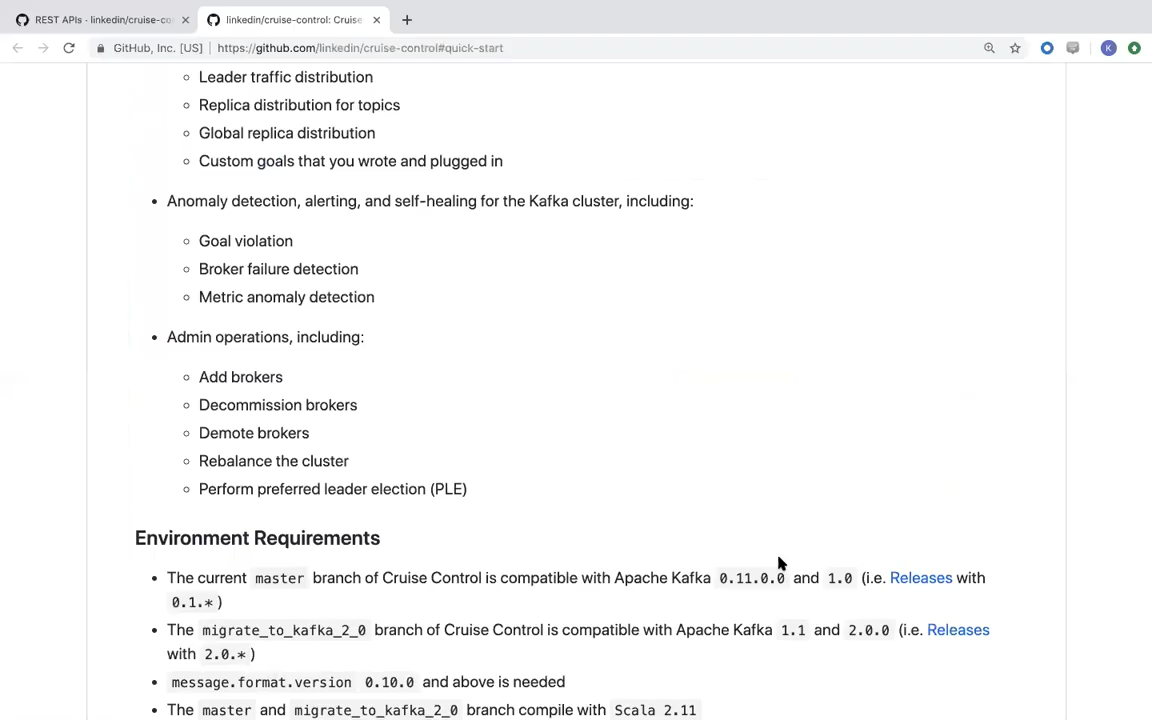 REST APIs · linkedin/cruise-co
linkedin/cruise-control: Cruise
GitHub, Inc. [US]
https://github.com/linkedin/cruise-control#quick-start
K
Leader traffic distribution
Replica distribution for topics
Global replica distribution
Custom goals that you wrote and plugged in
Anomaly detection, alerting, and self-healing for the Kafka cluster, including:
Goal violation
Broker failure detection
Metric anomaly detection
Admin operations, including:
Add brokers
Decommission brokers
Demote brokers
Rebalance the cluster
Perform preferred leader election (PLE)
Environment Requirements
The current master branch of Cruise Control is compatible with Apache Kafka 0.11.0.0 and 1.0 (i.e. Releases with
0.1.* )
The migrate_to_kafka_2_0 branch of Cruise Control is compatible with Apache Kafka 1.1 and 2.0.0 (i.e. Releases
with 2.0.* )
message.format.version 0.10.0 and above is needed
The master and migrate_to_kafka_2_0 branch compile with Scala 2.11